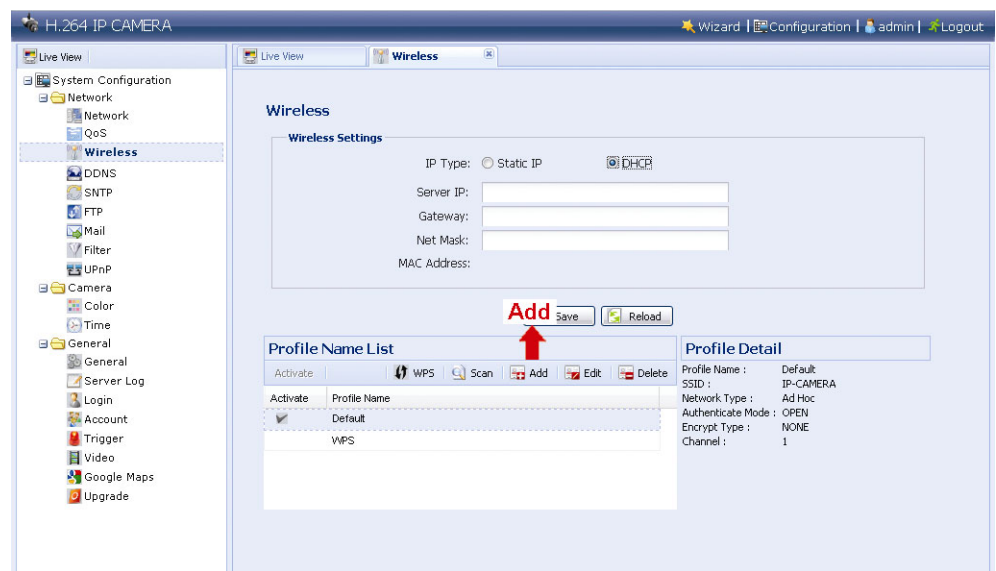 H.264 IP CAMERA
Wizard | Configuration | admin | Logout
Live View
System Configuration
Network
Network
QoS
Wireless
DDNS
SNTP
FTP
Mail
Filter
UPnP
Camera
Color
Time
General
General
Server Log
Login
Account
Trigger
Video
Google Maps
Upgrade
Live View
Wireless
Wireless
Wireless Settings
IP Type: Static IP DHCP
Server IP:
Gateway:
Net Mask:
MAC Address:
Add
Save Reload
Profile Name List
Activate WPS Scan Add Edit Delete
Activate Profile Name
Default
WPS
Profile Detail
Profile Name : Default
SSID : IP-CAMERA
Network Type : Ad Hoc
Authenticate Mode : OPEN
Encrypt Type : NONE
Channel : 1